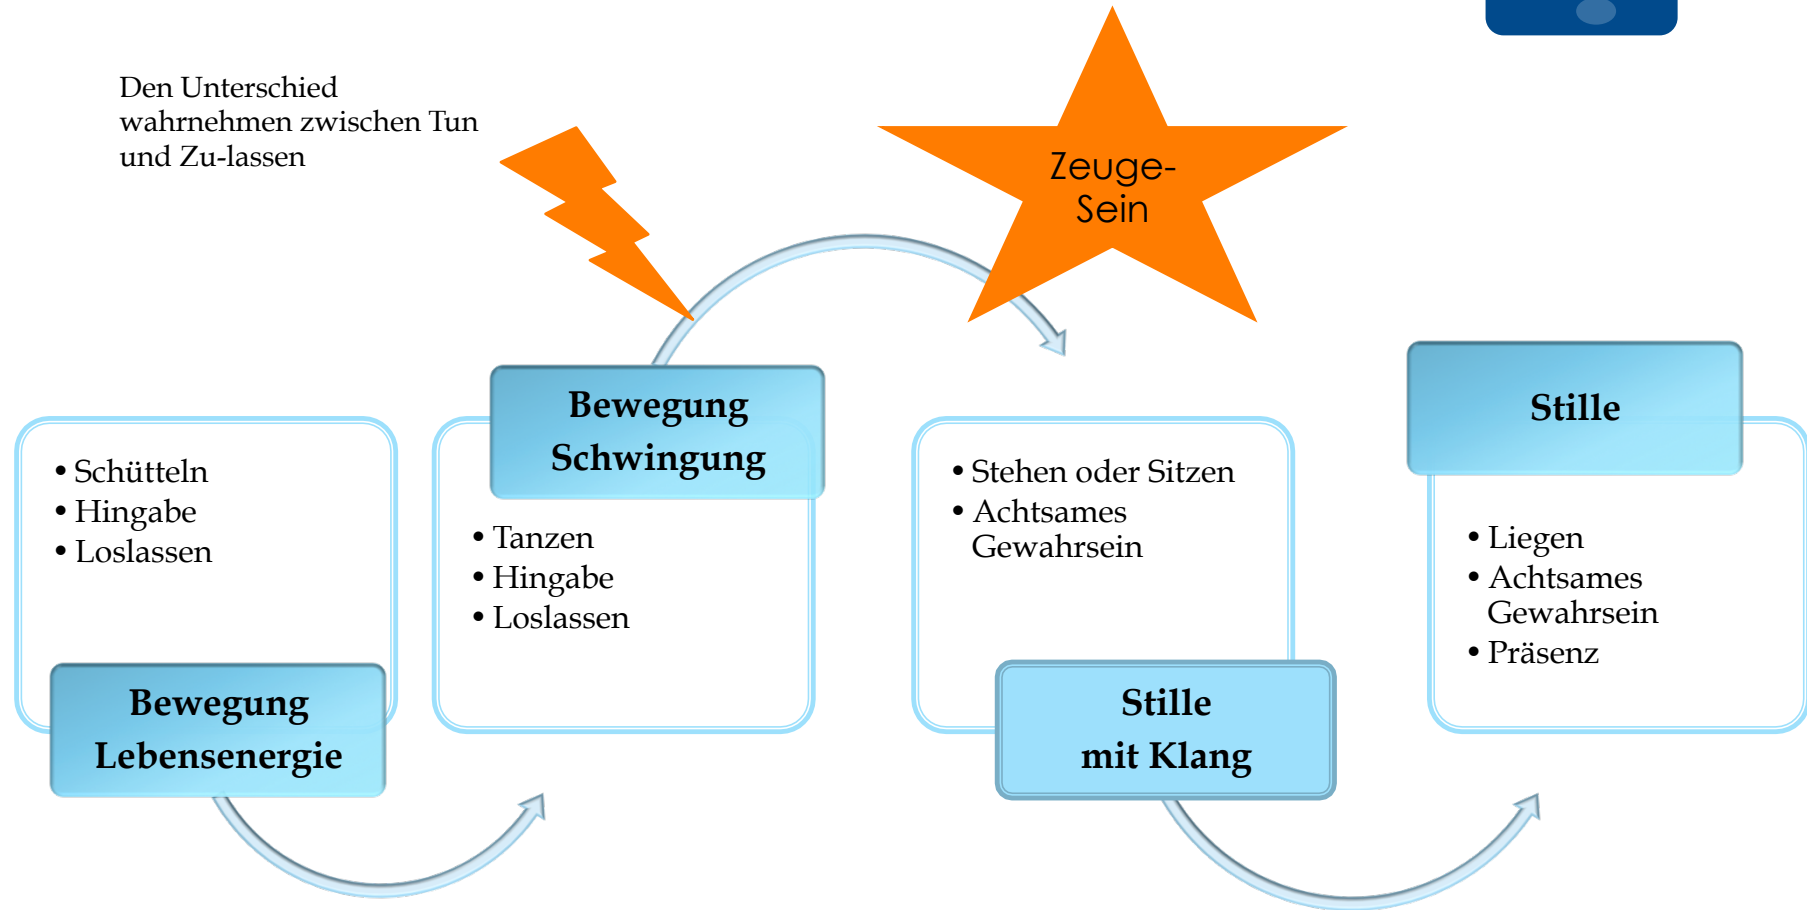 Den Unterschied
wahrnehmen zwischen Tun
und Zu-lassen
Zeuge-
Sein
• Schütteln
• Hingabe
• Loslassen
Bewegung
Lebensenergie
Bewegung
Schwingung
• Tanzen
• Hingabe
• Loslassen
• Stehen oder Sitzen
• Achtsames
Gewahrsein
Stille
mit Klang
Stille
• Liegen
• Achtsames
Gewahrsein
• Präsenz